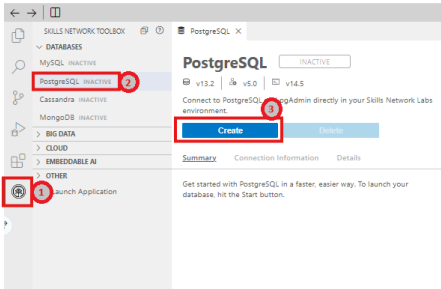 SKILLS NETWORK TOOLBOX
PostgreSQL
DATABASES
MySQL INACTIVE
PostgreSQL INACTIVE
2
Cassandra INACTIVE
MongoDB INACTIVE
BIG DATA
CLOUD
EMBEDDABLE AI
OTHER
1
Launch Application
PostgreSQL
INACTIVE
v13.2
v5.0
v14.5
Connect to PostgreSQL pgAdmin directly in your Skills Network Labs
environment.
3
Create
Delete
Summary Connection Information Details
Get started with PostgreSQL in a faster, easier way. To launch your
database, hit the Start button.